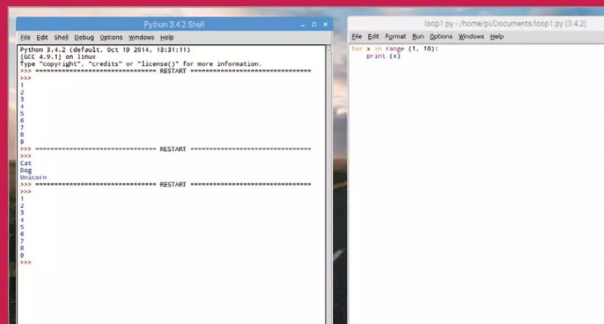 Python 3.4.2 Shell
File Edit Shell Debug Options Windows Help
Python 3.4.2 (default, Oct 19 2014, 13:31:11)
[GCC 4.9.1] on linux
Type "copyright", "credits" or "license()" for more information.
>>> ================================ RESTART ================================
>>>
1
2
3
4
5
6
7
8
9
>>> ================================ RESTART ================================
>>>
Cat
Dog
Unicorn
>>> ================================ RESTART ================================
>>>
1
2
3
4
5
6
7
8
9
>>>
loop1.py - /home/pi/Documents/loop1.py (3.4.2)
File Edit Format Run Options Windows Help
for x in range (1, 10):
    print (x)